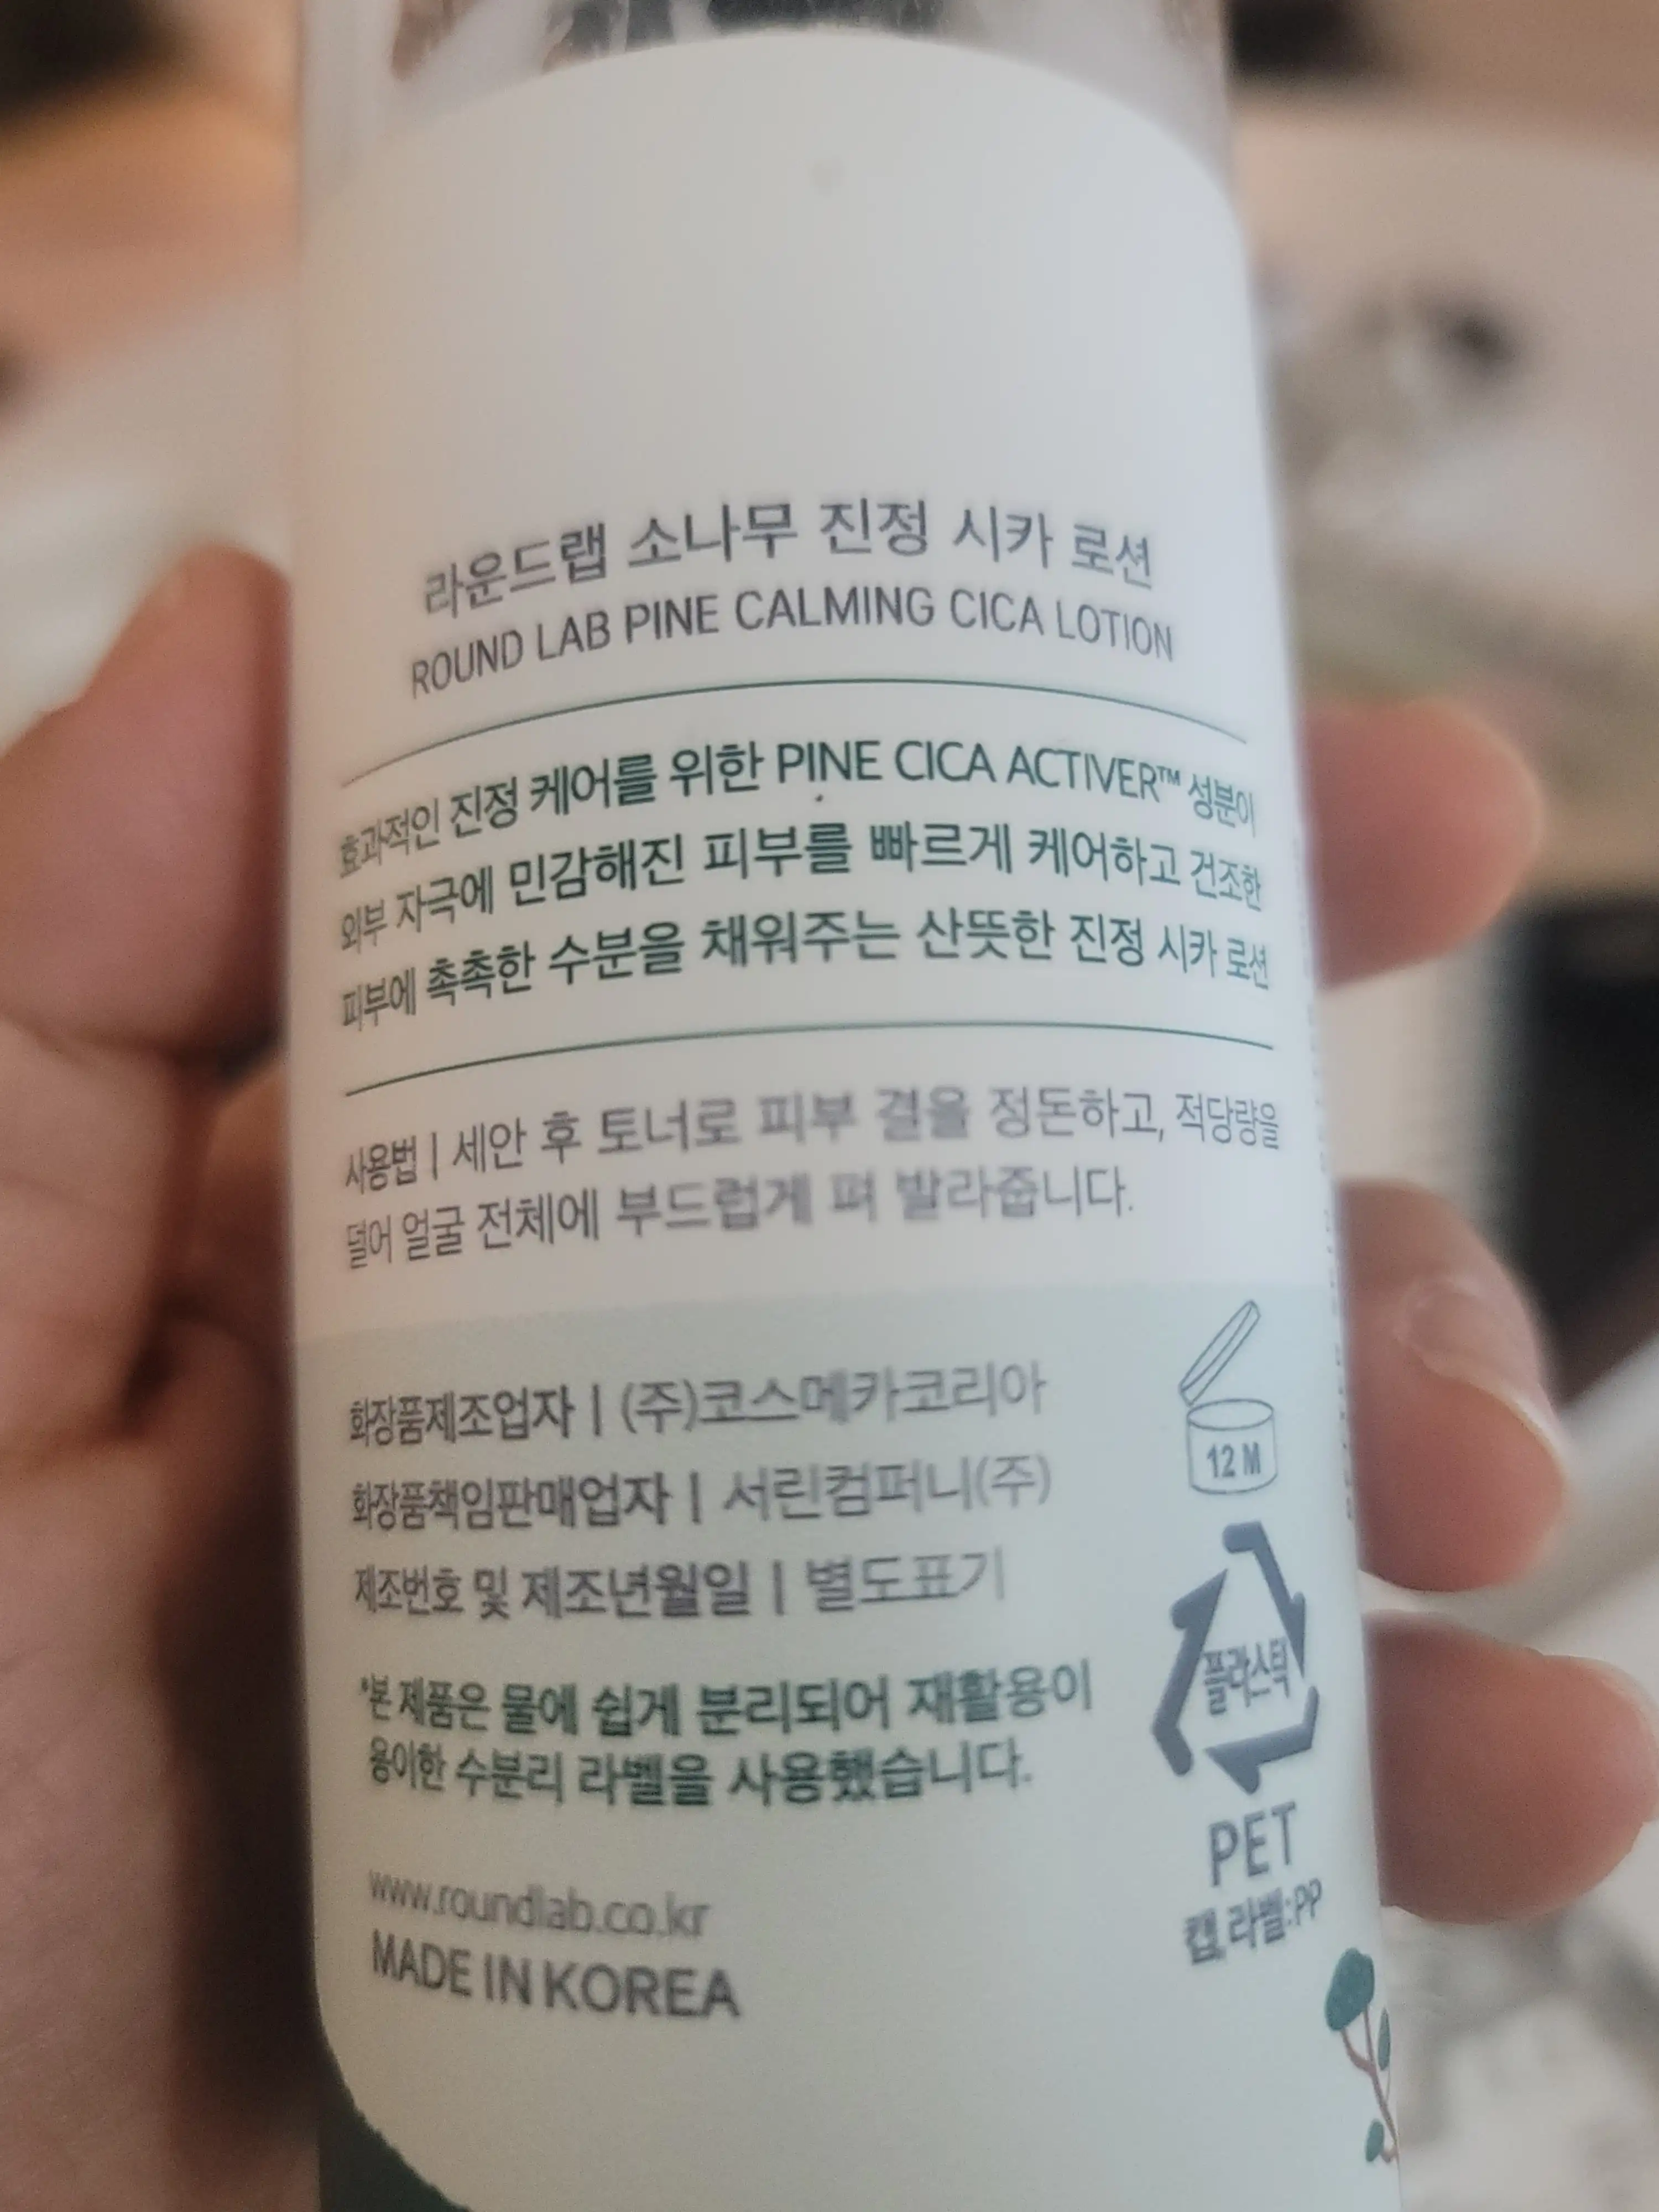 라운드랩 소나무 진정 시카 로션
ROUND LAB PINE CALMING CICA LOTION
효과적인 진정 케어를 위한 PINE CICA ACTIVER™ 성분이
외부 자극에 민감해진 피부를 빠르게 케어하고 건조한
피부에 촉촉한 수분을 채워주는 산뜻한 진정 시카 로션
사용법 | 세안 후 토너로 피부 결을 정돈하고, 적당량을
덜어 얼굴 전체에 부드럽게 펴 발라줍니다.
화장품제조업자 | (주)코스메카코리아
화장품책임판매업자 | 서린컴퍼니(주)
제조번호 및 제조년월일 | 별도표기
*본 제품은 물에 쉽게 분리되어 재활용이
용이한 수분리 라벨을 사용했습니다.
www.roundlab.co.kr
MADE IN KOREA
12 M
플라스틱
PET
캡, 라벨:PP